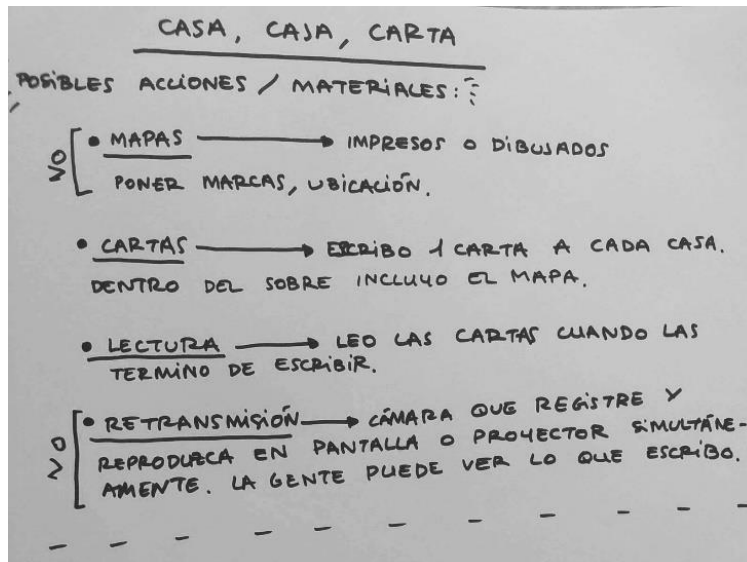 CASA, CAJA, CARTA
POSIBLES ACCIONES / MATERIALES:
• MAPAS → IMPRESOS O DIBUJADOS
PONER MARCAS, UBICACIÓN.
• CARTAS → ESCRIBO 1 CARTA A CADA CASA.
DENTRO DEL SOBRE INCLUYO EL MAPA.
• LECTURA → LEO LAS CARTAS CUANDO LAS
TERMINO DE ESCRIBIR.
• RETRANSMISIÓN → CÁMARA QUE REGISTRE Y
REPRODUZCA EN PANTALLA O PROYECTOR SIMULTÁNE-
AMENTE. LA GENTE PUEDE VER LO QUE ESCRIBO.